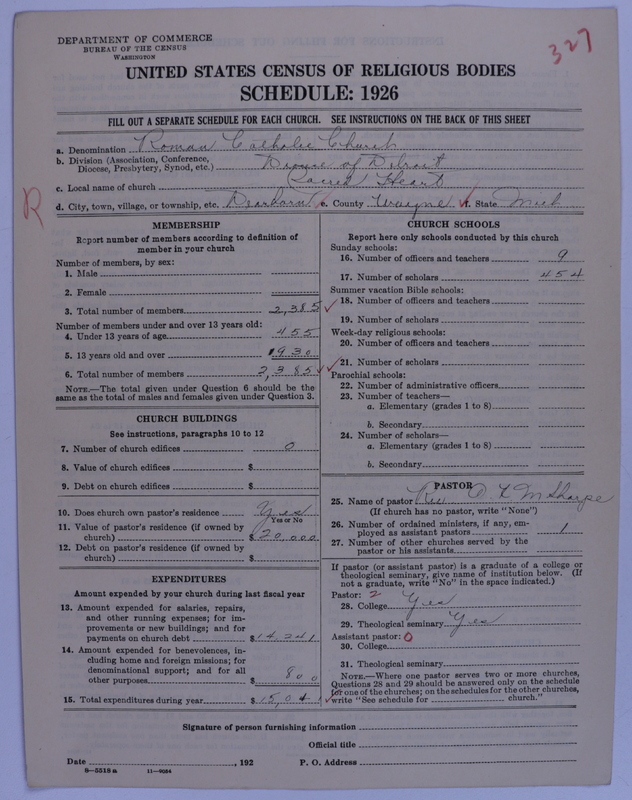 DEPARTMENT OF COMMERCE
BUREAU OF THE CENSUS
WASHINGTON
327
UNITED STATES CENSUS OF RELIGIOUS BODIES
SCHEDULE: 1926
FILL OUT A SEPARATE SCHEDULE FOR EACH CHURCH. SEE INSTRUCTIONS ON THE BACK OF THIS SHEET
a. Denomination Roman Catholic Church
b. Division (Association, Conference, Diocese, Presbytery, Synod, etc.) Diocese of Detroit
c. Local name of church Sacred Heart
R
d. City, town, village, or township, etc. Dearborn e. County Wayne f. State Mich
MEMBERSHIP
Report number of members according to definition of
member in your church
Number of members, by sex:
1. Male
2. Female
3. Total number of members 2,385 ✓
Number of members under and over 13 years old:
4. Under 13 years of age 455
5. 13 years old and over 1930
6. Total number of members 2,385 ✓
NOTE.—The total given under Question 6 should be the
same as the total of males and females given under Question 3.
CHURCH BUILDINGS
See instructions, paragraphs 10 to 12
7. Number of church edifices 0
8. Value of church edifices $
9. Debt on church edifices $
10. Does church own pastor's residence Yes
Yes or No
11. Value of pastor's residence (if owned by
church) $ 20,000
12. Debt on pastor's residence (if owned by
church) $
EXPENDITURES
Amount expended by your church during last fiscal year
13. Amount expended for salaries, repairs,
and other running expenses; for im-
provements or new buildings; and for
payments on church debt $ 14241
14. Amount expended for benevolences, in-
cluding home and foreign missions; for
denominational support; and for all
other purposes $ 800
15. Total expenditures during year $ 15,041 ✓
CHURCH SCHOOLS
Report here only schools conducted by this church
Sunday schools:
16. Number of officers and teachers 9
17. Number of scholars 454
Summer vacation Bible schools:
18. Number of officers and teachers
19. Number of scholars
Week-day religious schools:
20. Number of officers and teachers
21. Number of scholars
Parochial schools:
22. Number of administrative officers
23. Number of teachers—
a. Elementary (grades 1 to 8)
b. Secondary
24. Number of scholars—
a. Elementary (grades 1 to 8)
b. Secondary
PASTOR
25. Name of pastor Rev
(If church has no pastor, write "None")
26. Number of ordained ministers, if any, em-
ployed as assistant pastors 1
27. Number of other churches served by the
pastor or his assistants
If pastor (or assistant pastor) is a graduate of a college or
theological seminary, give name of institution below. (If
not a graduate, write "No" in the space indicated.)
Pastor: 2
28. College Yes
29. Theological seminary Yes
Assistant pastor: 0
30. College
31. Theological seminary
NOTE.—Where one pastor serves two or more churches,
Questions 28 and 29 should be answered only on the schedule
for one of the churches; on the schedules for the other churches,
write "See schedule for church."
Signature of person furnishing information
Official title
Date , 192 P. O. Address
8-5518 a 11-9034